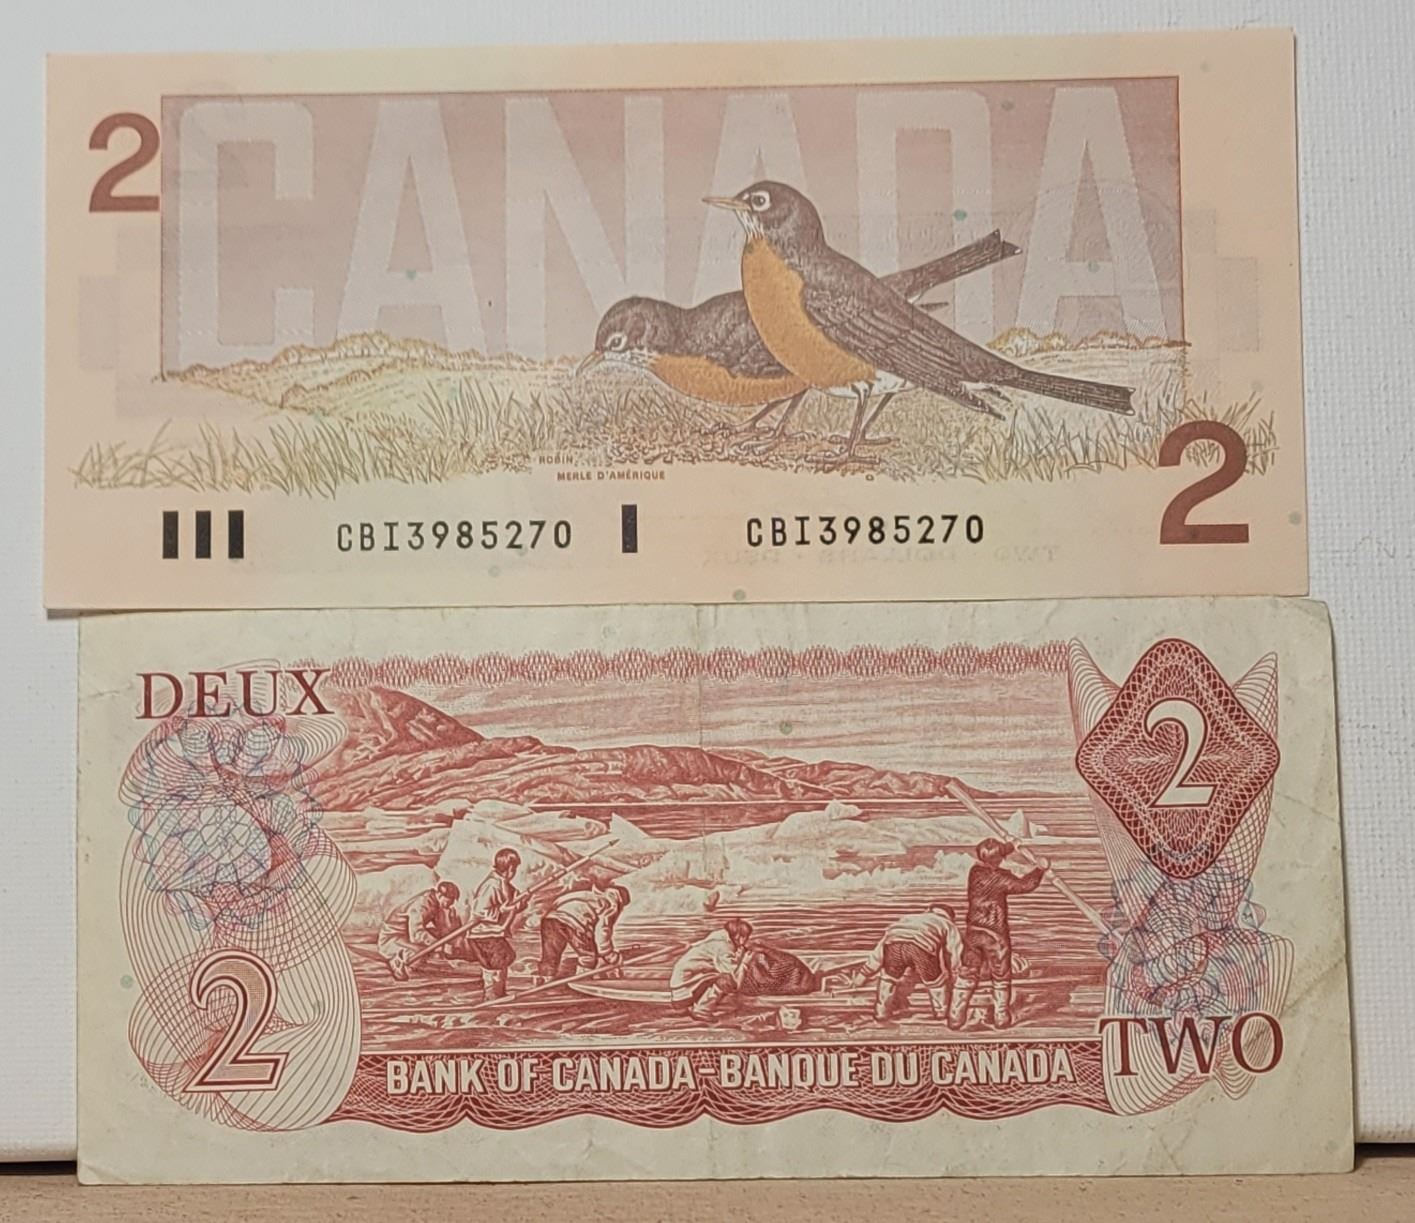 2
CANADA
ROBIN
MERLE D'AMÉRIQUE
2
CBI3985270 CBI3985270
DEUX
2
2
TWO
BANK OF CANADA-BANQUE DU CANADA